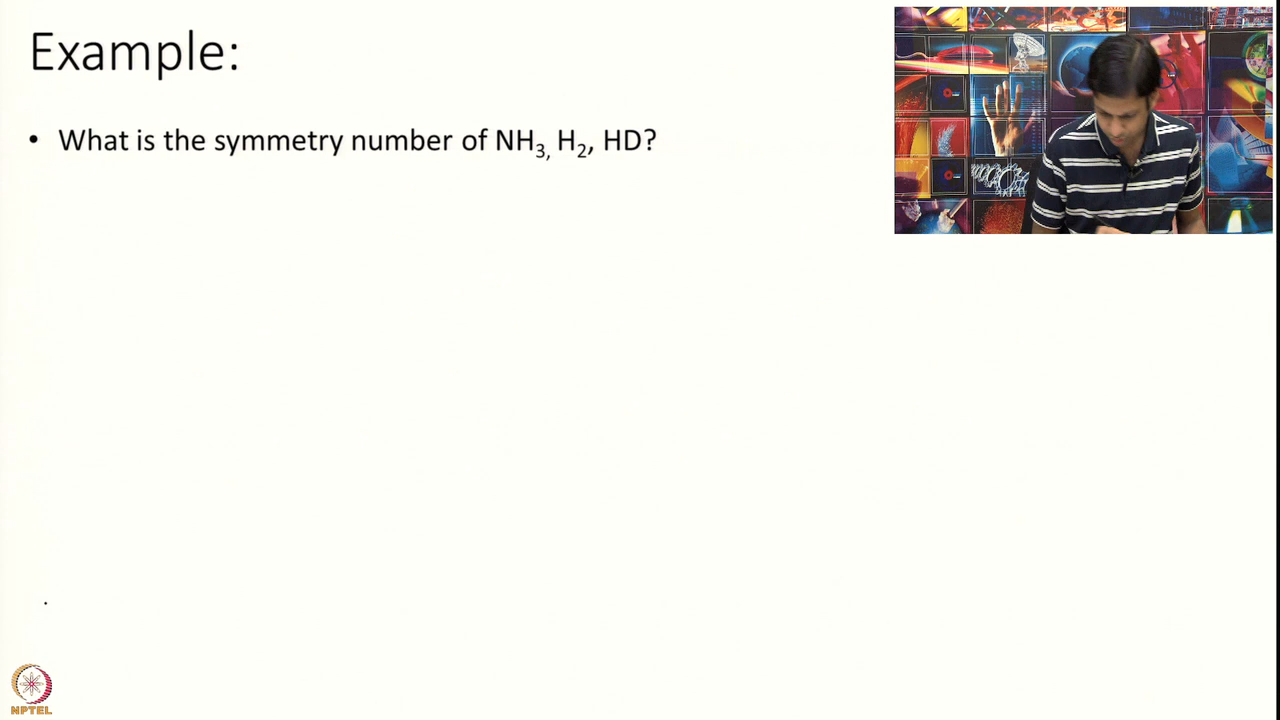 Example:
• What is the symmetry number of NH3, H2, HD?
NPTEL